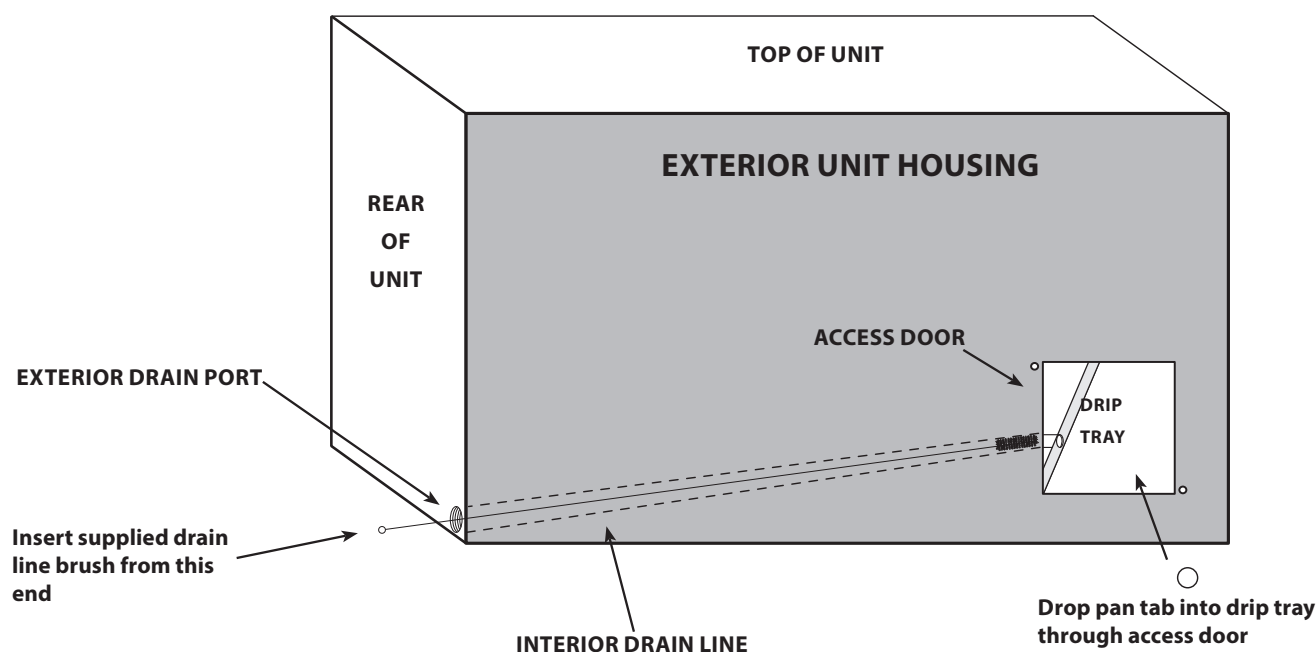 TOP OF UNIT
EXTERIOR UNIT HOUSING
REAR
OF
UNIT
ACCESS DOOR
EXTERIOR DRAIN PORT
DRIP
TRAY
Insert supplied drain
line brush from this
end
INTERIOR DRAIN LINE
Drop pan tab into drip tray
through access door